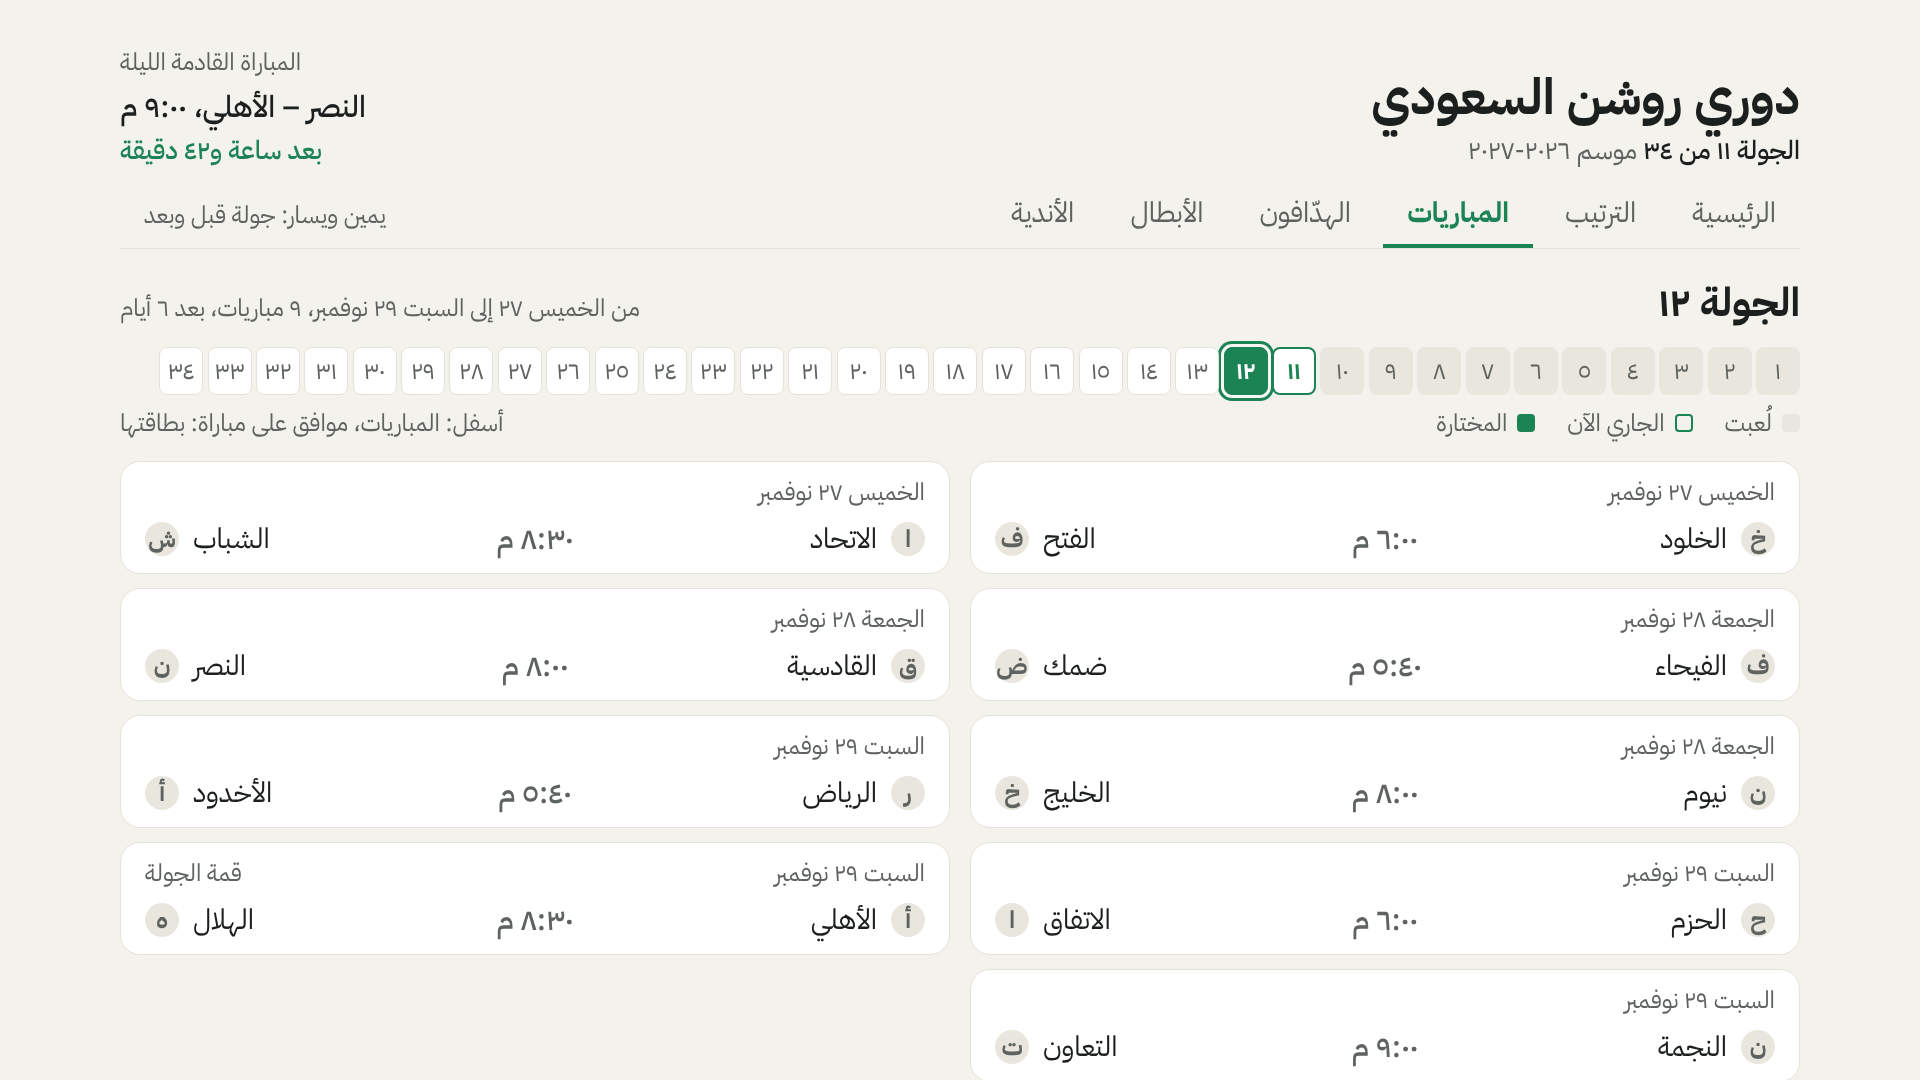 دوري روشن السعودي
الجولة ١١ من ٣٤ موسم ٢٠٢٦-٢٠٢٧
المباراة القادمة الليلة
النصر – الأهلي، ٩:٠٠ م
بعد ساعة و٤٢ دقيقة
الرئيسية الترتيب المباريات الهدّافون الأبطال الأندية
يمين ويسار: جولة قبل وبعد
الجولة ١٢
من الخميس ٢٧ إلى السبت ٢٩ نوفمبر، ٩ مباريات، بعد ٦ أيام
١ ٢ ٣ ٤ ٥ ٦ ٧ ٨ ٩ ١٠ ١١ ١٢ ١٣ ١٤ ١٥ ١٦ ١٧ ١٨ ١٩ ٢٠ ٢١ ٢٢ ٢٣ ٢٤ ٢٥ ٢٦ ٢٧ ٢٨ ٢٩ ٣٠ ٣١ ٣٢ ٣٣ ٣٤
لُعبت الجاري الآن المختارة
أسفل: المباريات، موافق على مباراة: بطاقتها
الخميس ٢٧ نوفمبر
خ الخلود ٦:٠٠ م الفتح ف
الخميس ٢٧ نوفمبر
ا الاتحاد ٨:٣٠ م الشباب ش
الجمعة ٢٨ نوفمبر
ف الفيحاء ٥:٤٠ م ضمك ض
الجمعة ٢٨ نوفمبر
ق القادسية ٨:٠٠ م النصر ن
الجمعة ٢٨ نوفمبر
ن نيوم ٨:٠٠ م الخليج خ
السبت ٢٩ نوفمبر
ر الرياض ٥:٤٠ م الأخدود أ
السبت ٢٩ نوفمبر
ح الحزم ٦:٠٠ م الاتفاق ا
السبت ٢٩ نوفمبر قمة الجولة
أ الأهلي ٨:٣٠ م الهلال ه
السبت ٢٩ نوفمبر
ن النجمة ٩:٠٠ م التعاون ت